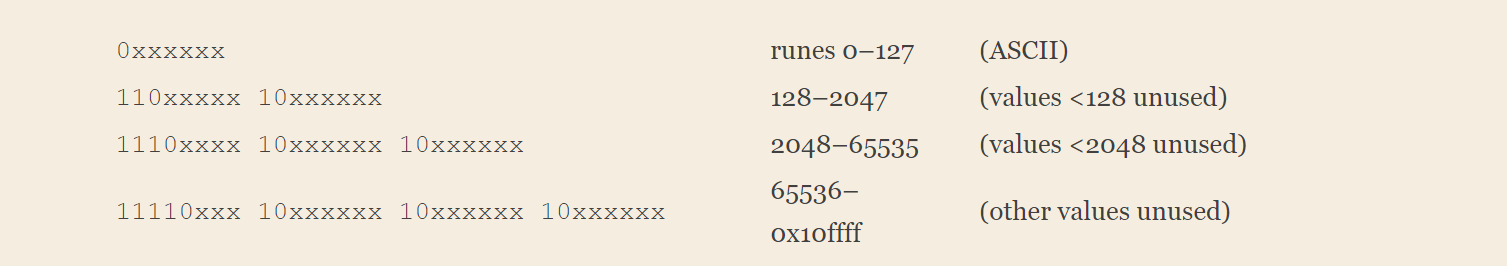 0xxxxxx runes 0–127 (ASCII)
110xxxxx 10xxxxxx 128–2047 (values <128 unused)
1110xxxx 10xxxxxx 10xxxxxx 2048–65535 (values <2048 unused)
11110xxx 10xxxxxx 10xxxxxx 10xxxxxx 65536–
0x10ffff (other values unused)